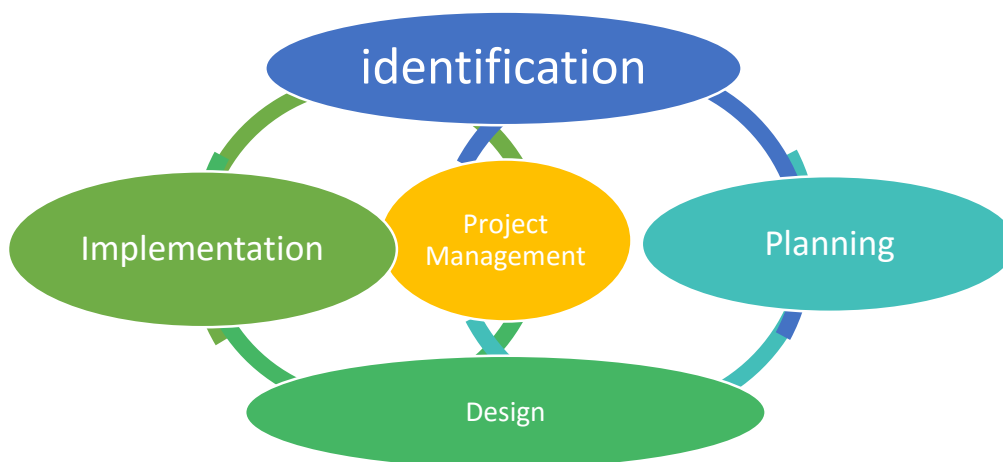 identification
Implementation
Project
Management
Planning
Design